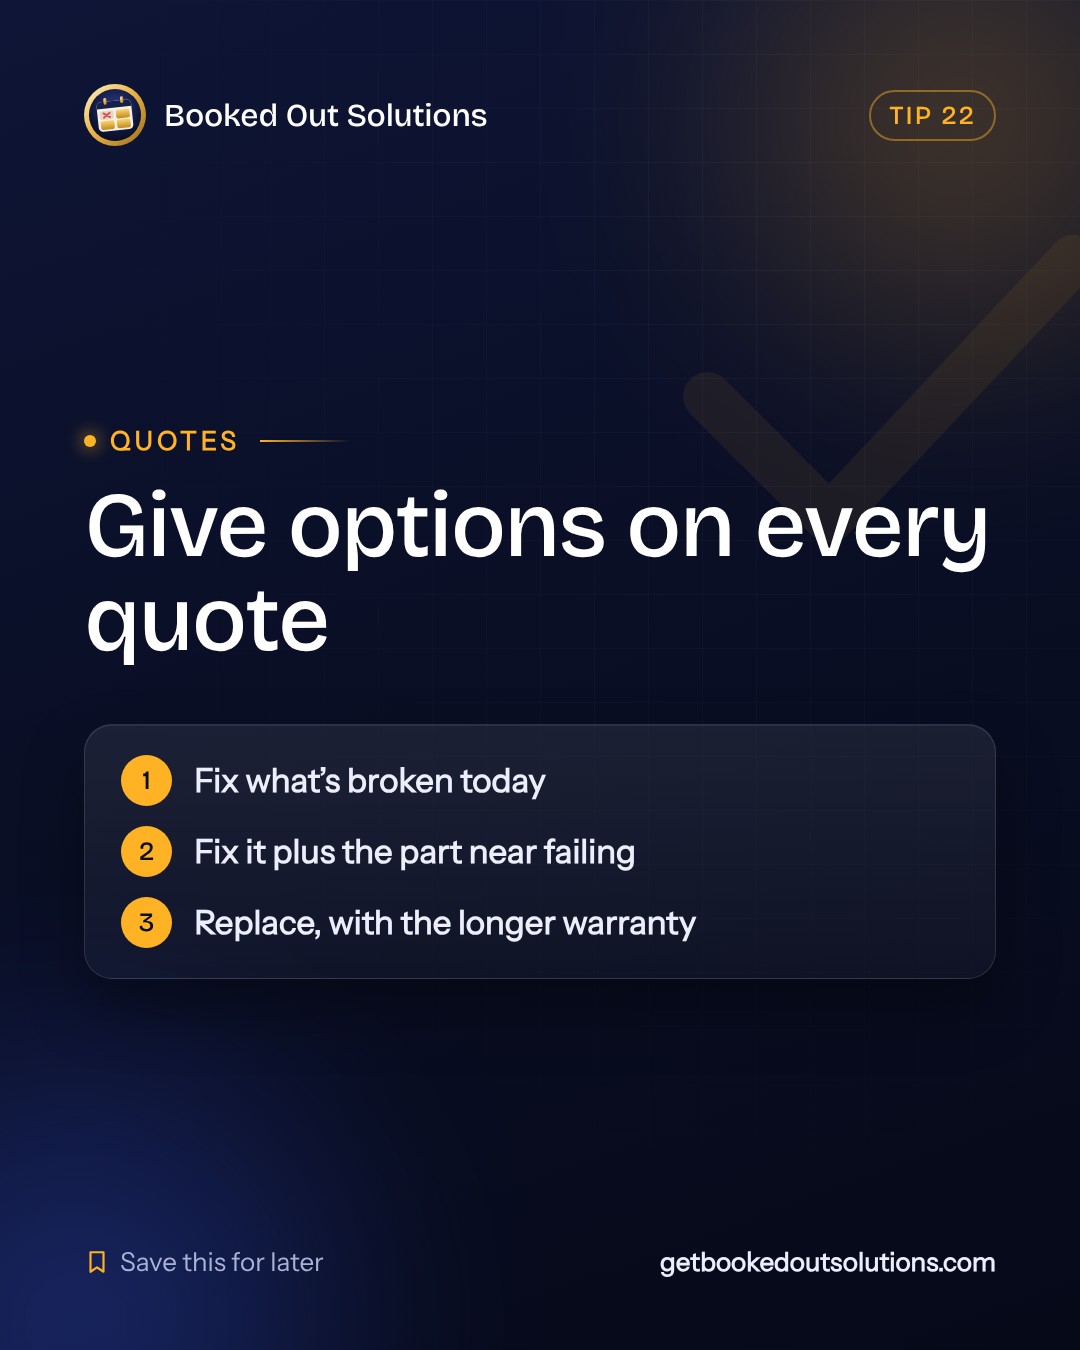 Booked Out Solutions
TIP 22
QUOTES
Give options on every
quote
1 Fix what’s broken today
2 Fix it plus the part near failing
3 Replace, with the longer warranty
Save this for later
getbookedoutsolutions.com